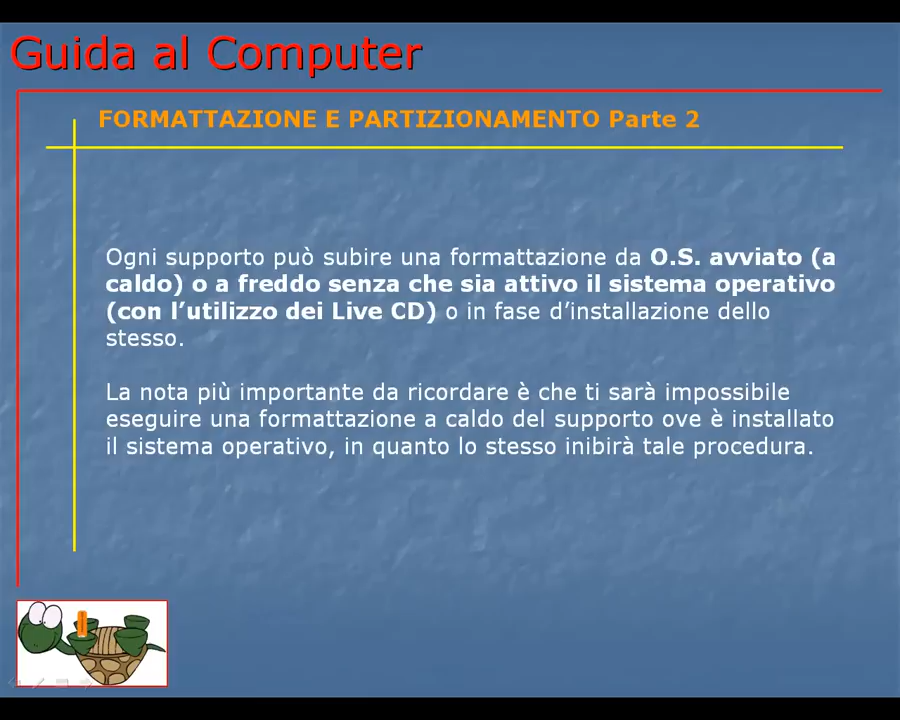 Guida al Computer
FORMATTAZIONE E PARTIZIONAMENTO Parte 2
Ogni supporto può subire una formattazione da O.S. avviato (a
caldo) o a freddo senza che sia attivo il sistema operativo
(con l’utilizzo dei Live CD) o in fase d’installazione dello
stesso.
La nota più importante da ricordare è che ti sarà impossibile
eseguire una formattazione a caldo del supporto ove è installato
il sistema operativo, in quanto lo stesso inibirà tale procedura.